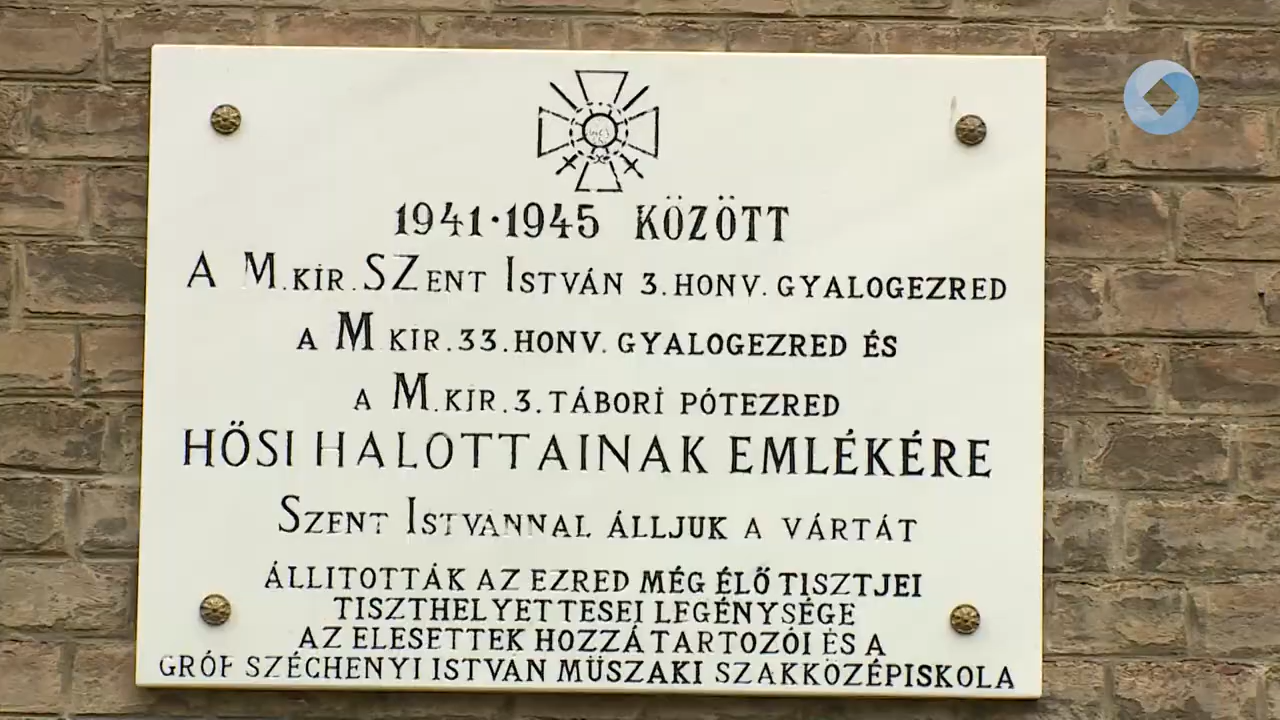 1941·1945 KÖZÖTT
A M.KIR.SZENT ISTVÁN 3.HONV.GYALOGEZRED
A M KIR.33.HONV.GYALOGEZRED ÉS
A M.KIR.3.TÁBORI PÓTEZRED
HŐSI HALOTTAINAK EMLÉKÉRE
SZENT ISTVÁNNAL ÁLLJUK A VÁRTÁT
ÁLLITOTTÁK AZ EZRED MÉG ÉLŐ TISZTJEI
TISZTHELYETTESEI LEGÉNYSÉGE
AZ ELESETTEK HOZZÁTARTOZÓI ÉS A
GRÓF SZÉCHENYI ISTVÁN MŰSZAKI SZAKKÖZÉPISKOLA